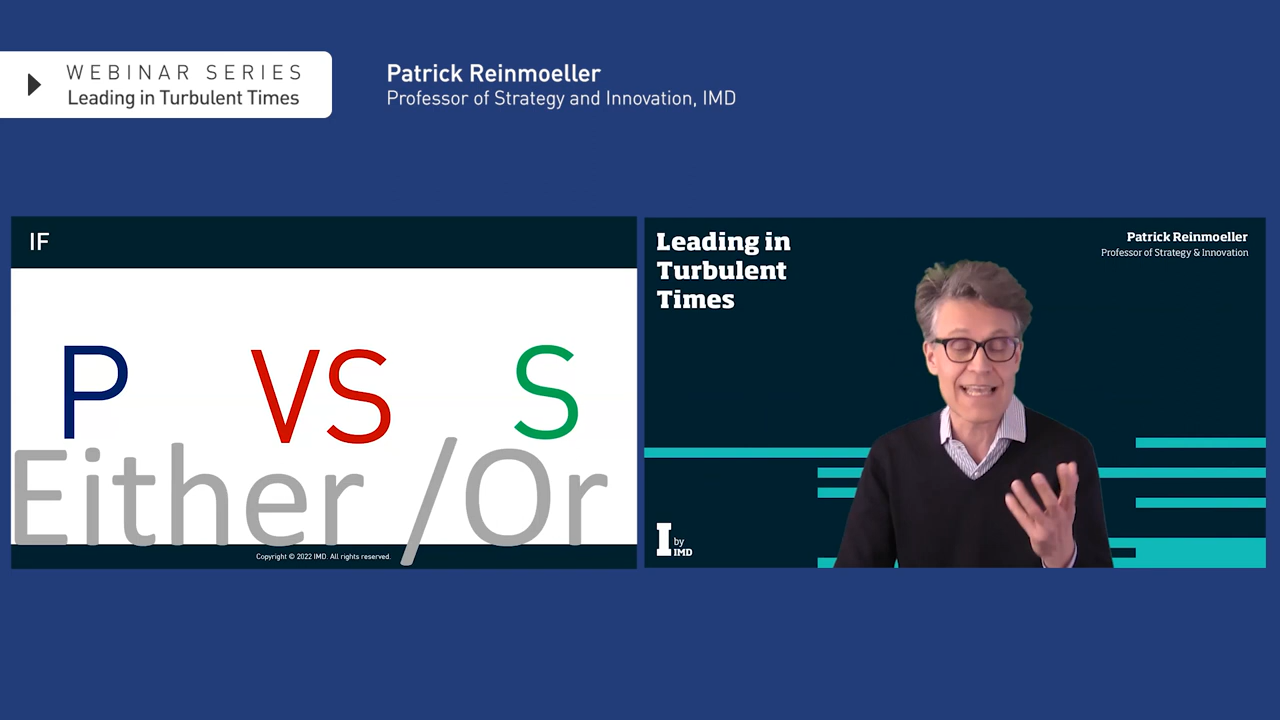 WEBINAR SERIES
Leading in Turbulent Times
Patrick Reinmoeller
Professor of Strategy and Innovation, IMD
IF
P VS S
Either /Or
Copyright © 2022 IMD. All rights reserved.
Leading in
Turbulent
Times
Patrick Reinmoeller
Professor of Strategy & Innovation
I by
IMD